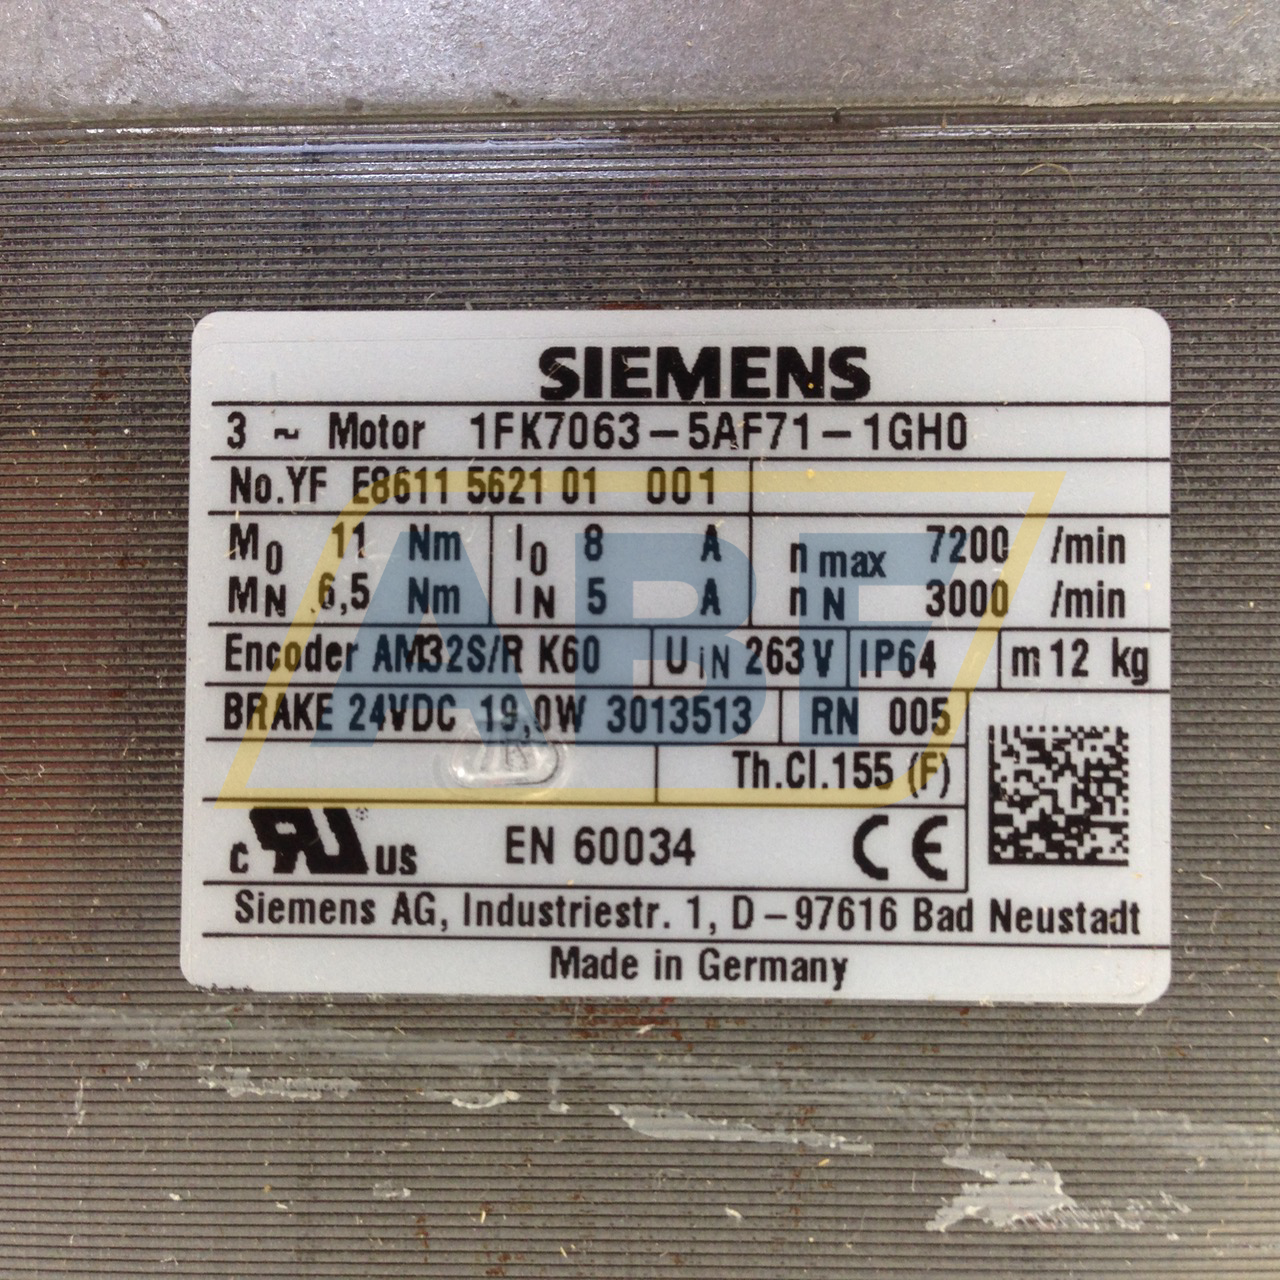 SIEMENS
3 ~ Motor 1FK7063-5AF71-1GH0
No.YF E8611 5621 01 001
M0 11 Nm I0 8 A n max 7200 /min
MN 6,5 Nm IN 5 A n N 3000 /min
Encoder AM32S/R K60 UiN 263 V IP64 m 12 kg
BRAKE 24VDC 19,0W 3013513 RN 005
Th.Cl.155 (F)
c RU us EN 60034 CE
Siemens AG, Industriestr. 1, D-97616 Bad Neustadt
Made in Germany
ABF